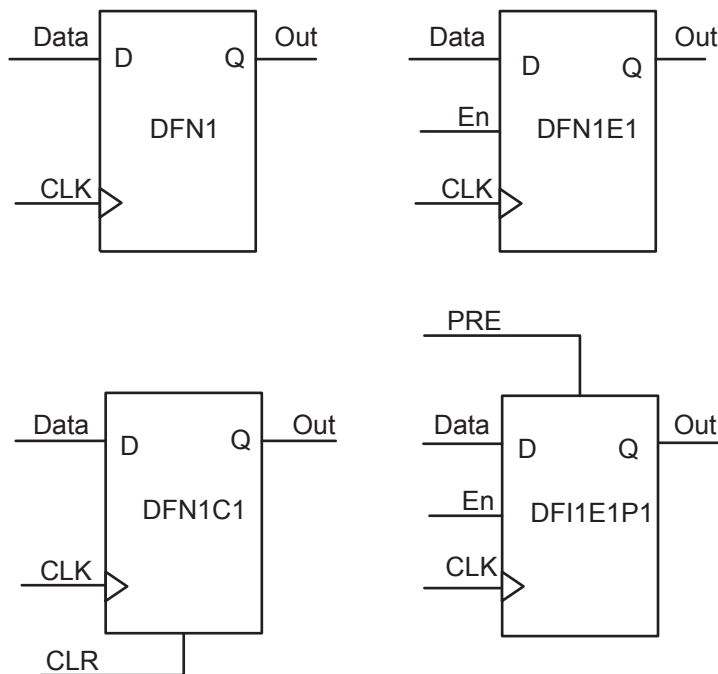 Data
D
Q
Out
DFN1
CLK
Data
D
Q
Out
En
DFN1E1
CLK
Data
D
Q
Out
DFN1C1
CLK
CLR
PRE
Data
D
Q
Out
En
DFI1E1P1
CLK